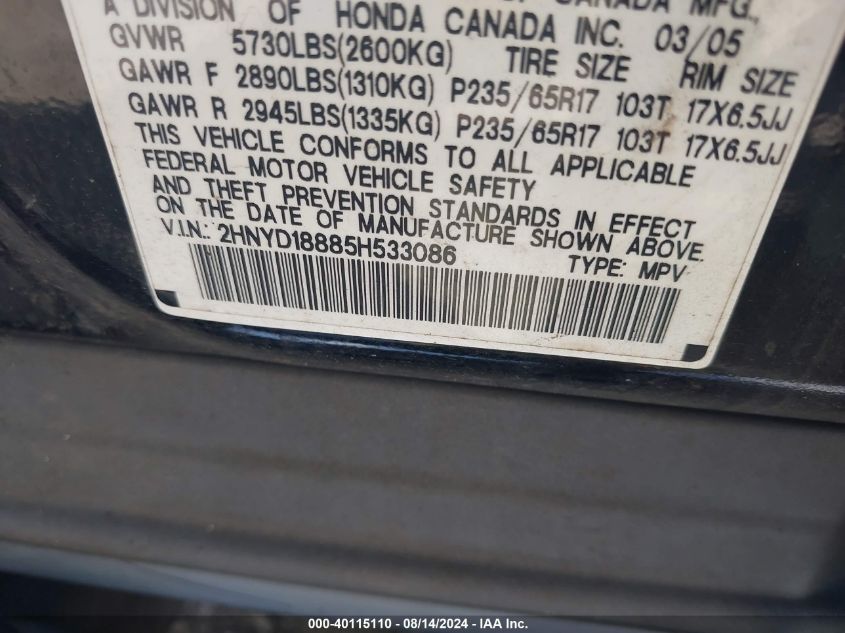 OF CANADA MFG.,
A DIVISION OF HONDA CANADA INC. 03/05
GVWR 5730LBS(2600KG) TIRE SIZE RIM SIZE
GAWR F 2890LBS(1310KG) P235/65R17 103T 17X6.5JJ
GAWR R 2945LBS(1335KG) P235/65R17 103T 17X6.5JJ
THIS VEHICLE CONFORMS TO ALL APPLICABLE
FEDERAL MOTOR VEHICLE SAFETY
AND THEFT PREVENTION STANDARDS IN EFFECT
ON THE DATE OF MANUFACTURE SHOWN ABOVE.
V.I.N.: 2HNYD18885H533086 TYPE: MPV
000-40115110 - 08/14/2024 - IAA Inc.